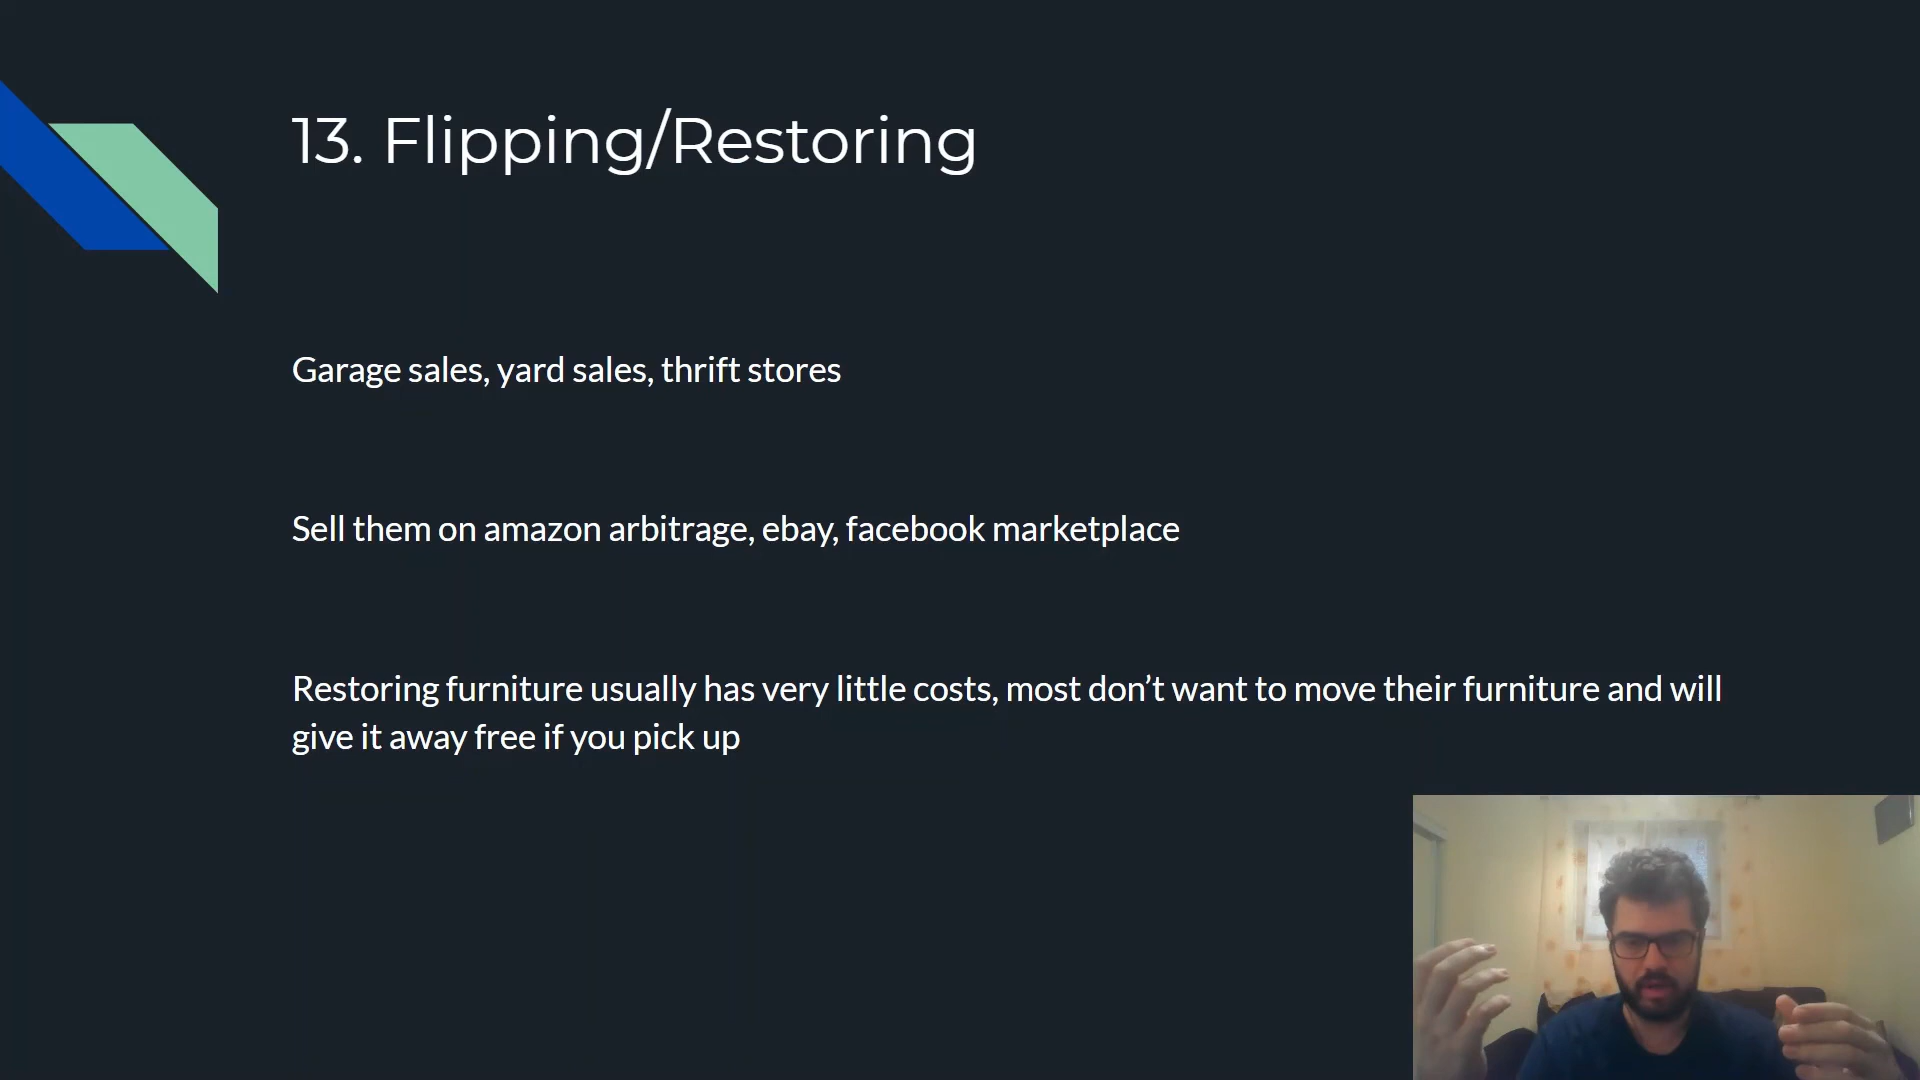 13. Flipping/Restoring
Garage sales, yard sales, thrift stores
Sell them on amazon arbitrage, ebay, facebook marketplace
Restoring furniture usually has very little costs, most don’t want to move their furniture and will
give it away free if you pick up